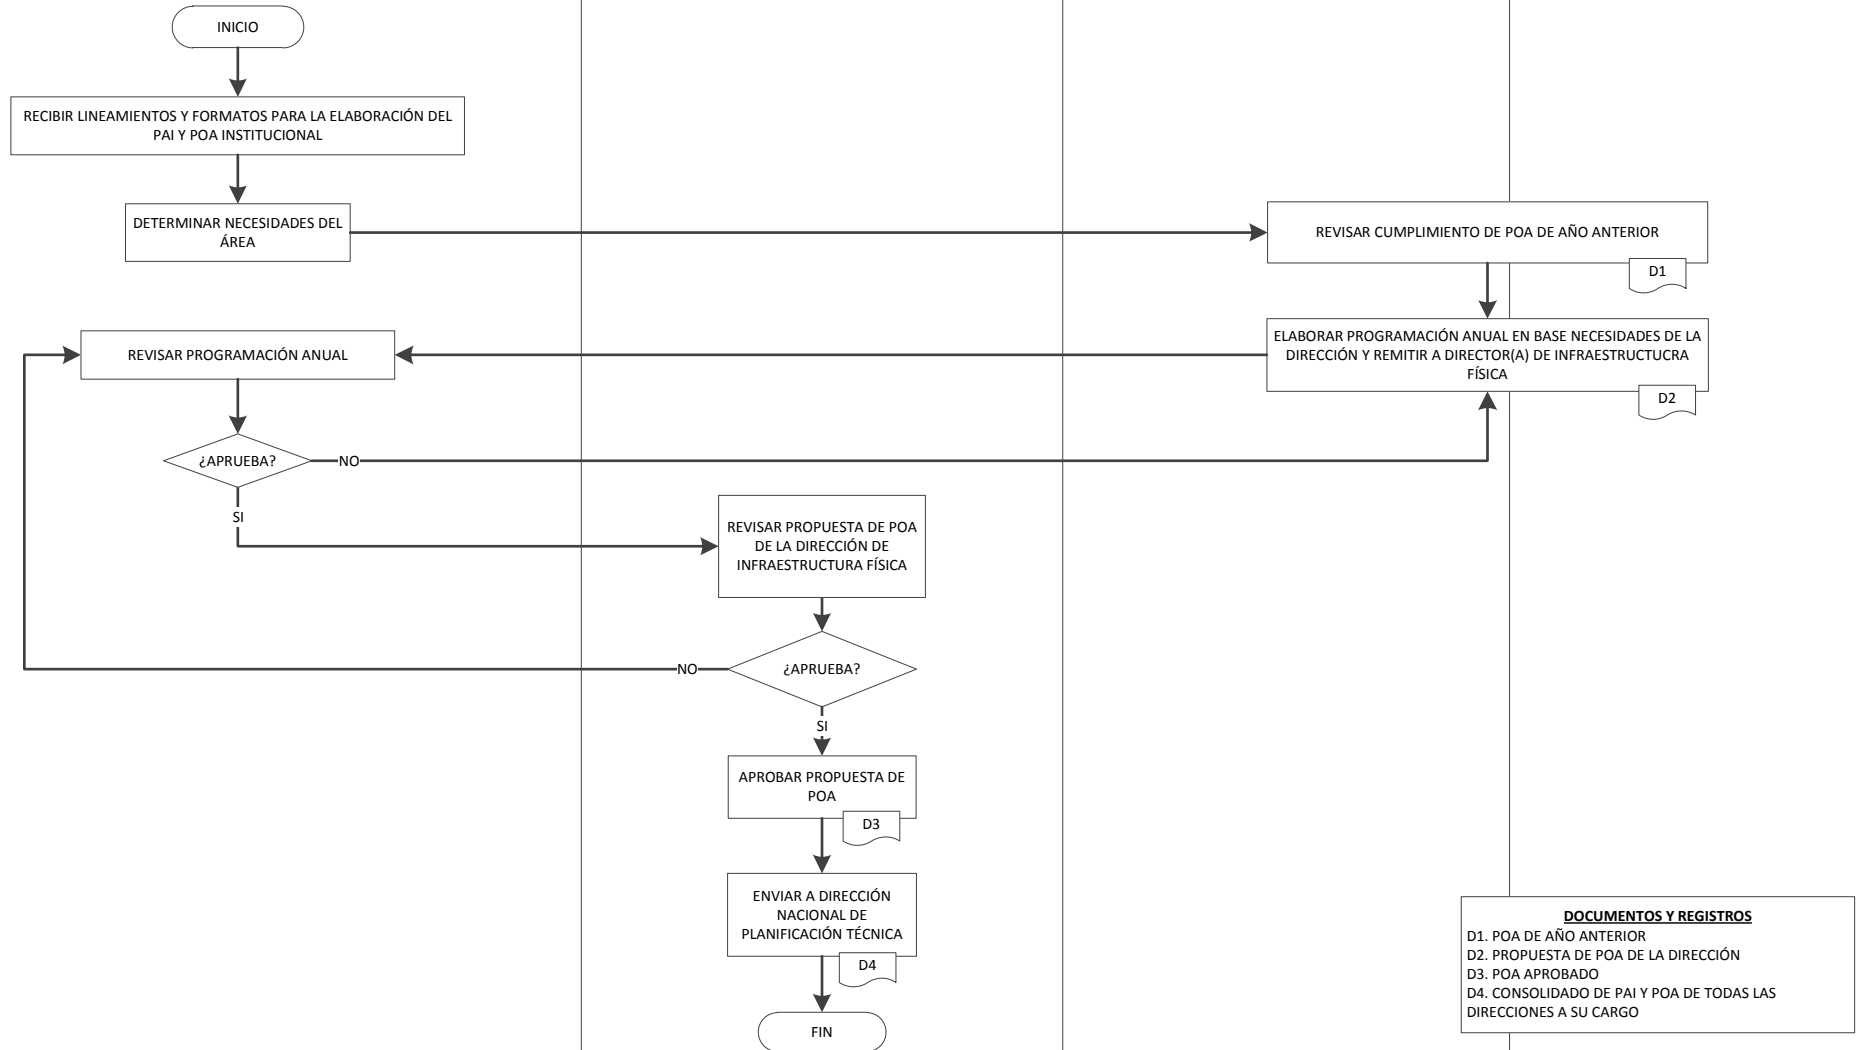 INICIO
RECIBIR LINEAMIENTOS Y FORMATOS PARA LA ELABORACIÓN DEL
PAI Y POA INSTITUCIONAL
DETERMINAR NECESIDADES DEL
ÁREA
REVISAR CUMPLIMIENTO DE POA DE AÑO ANTERIOR
D1
ELABORAR PROGRAMACIÓN ANUAL EN BASE NECESIDADES DE LA
DIRECCIÓN Y REMITIR A DIRECTOR(A) DE INFRAESTRUCTUCRA
FÍSICA
D2
REVISAR PROGRAMACIÓN ANUAL
¿APRUEBA?
NO
SI
REVISAR PROPUESTA DE POA
DE LA DIRECCIÓN DE
INFRAESTRUCTURA FÍSICA
¿APRUEBA?
NO
SI
APROBAR PROPUESTA DE
POA
D3
ENVIAR A DIRECCIÓN
NACIONAL DE
PLANIFICACIÓN TÉCNICA
D4
FIN
DOCUMENTOS Y REGISTROS
D1. POA DE AÑO ANTERIOR
D2. PROPUESTA DE POA DE LA DIRECCIÓN
D3. POA APROBADO
D4. CONSOLIDADO DE PAI Y POA DE TODAS LAS
DIRECCIONES A SU CARGO